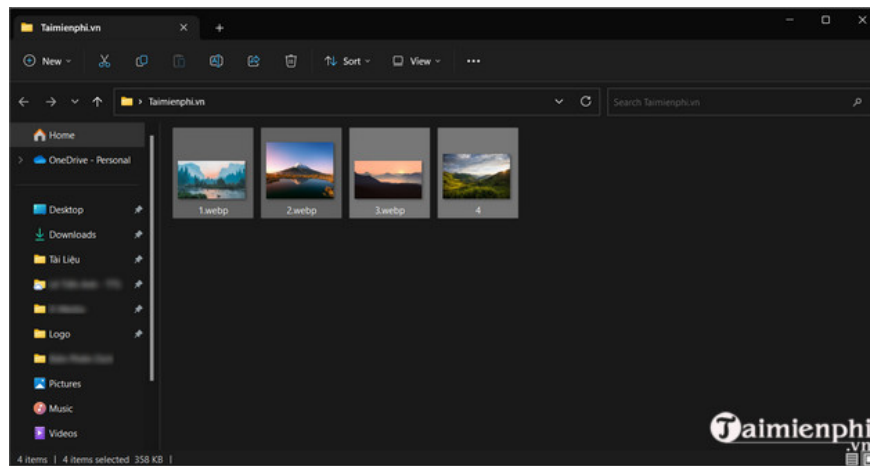 Taimienphi.vn
New
Sort
View
Taimienphi.vn
Search Taimienphi.vn
Home
OneDrive - Personal
Desktop
Downloads
Tài Liệu
Logo
Pictures
Music
Videos
1.webp
2.webp
3.webp
4
4 items | 4 items selected 358 KB |
Taimienphi
.vn